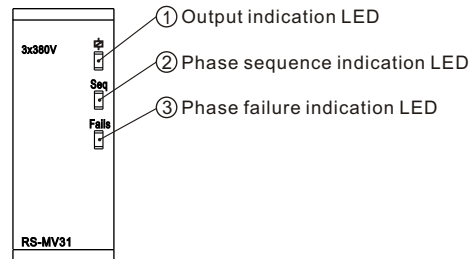 ① Output indication LED
3x380V
Seq
② Phase sequence indication LED
Fails
③ Phase failure indication LED
RS-MV31